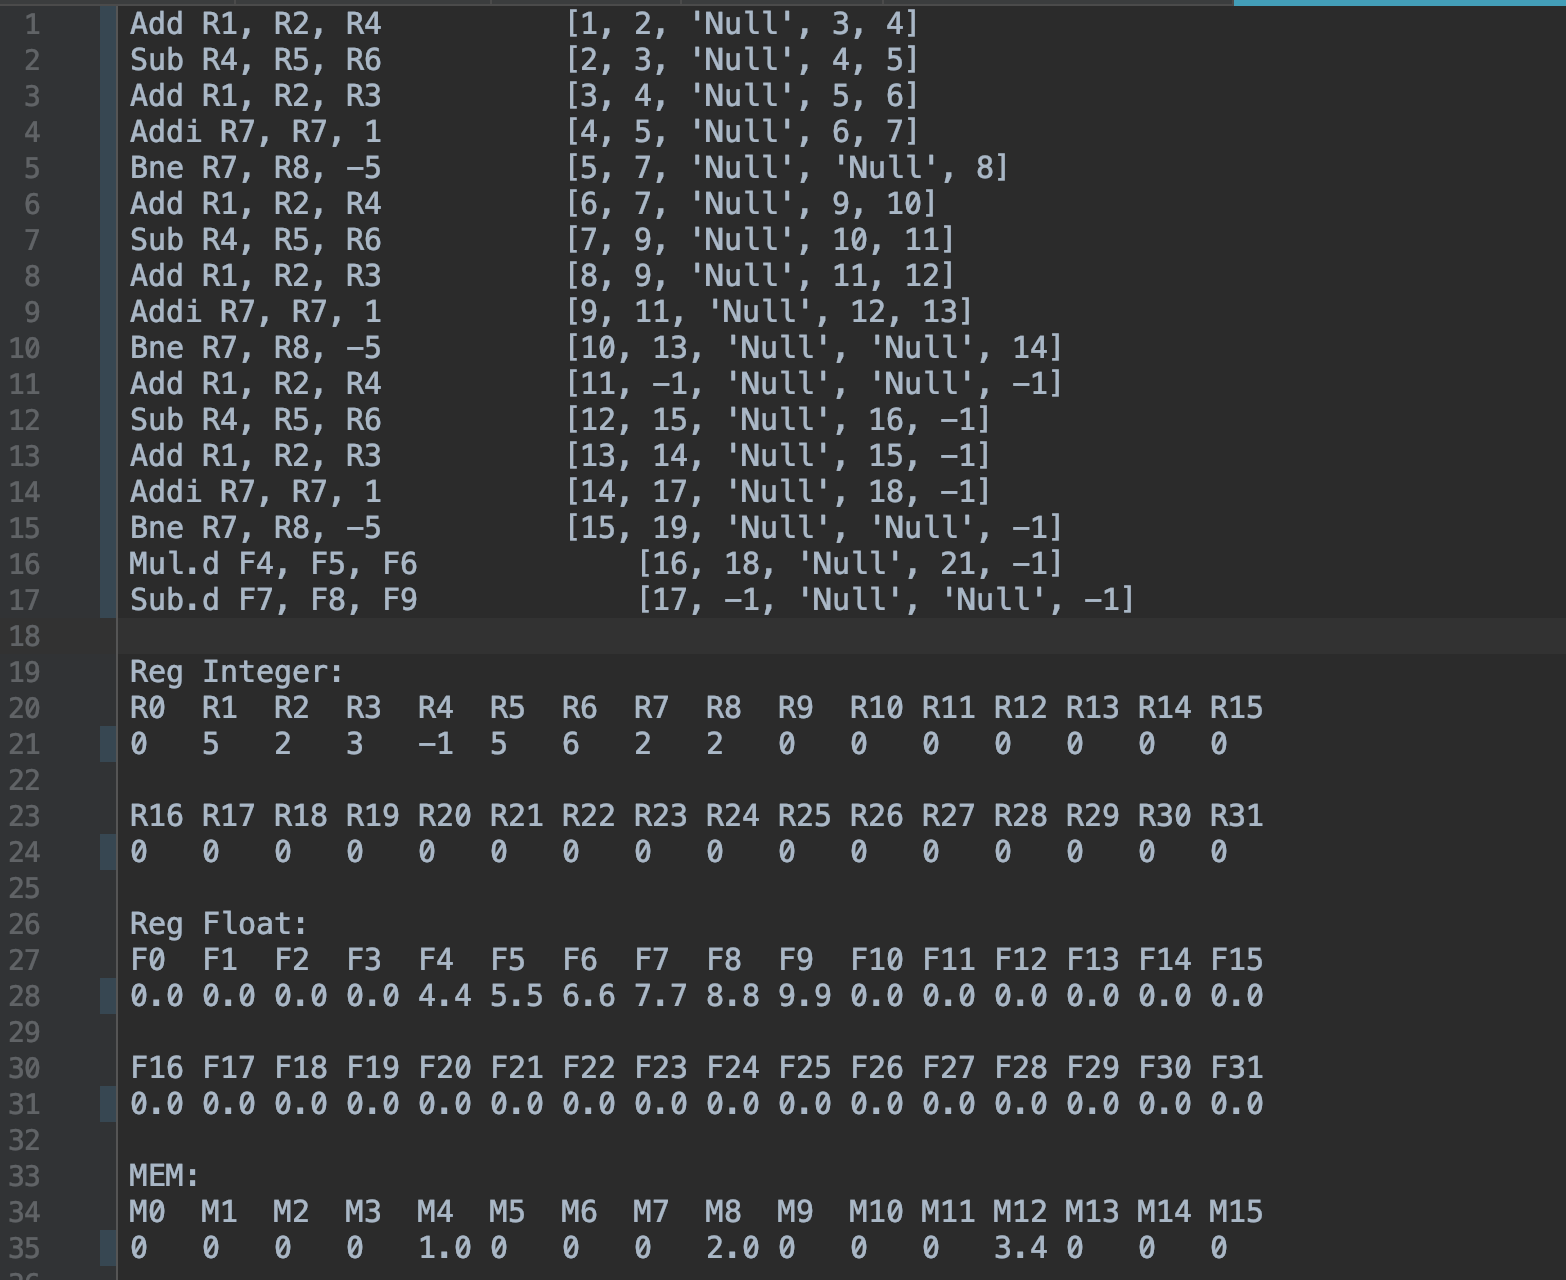 1 Add R1, R2, R4 [1, 2, 'Null', 3, 4]
2 Sub R4, R5, R6 [2, 3, 'Null', 4, 5]
3 Add R1, R2, R3 [3, 4, 'Null', 5, 6]
4 Addi R7, R7, 1 [4, 5, 'Null', 6, 7]
5 Bne R7, R8, -5 [5, 7, 'Null', 'Null', 8]
6 Add R1, R2, R4 [6, 7, 'Null', 9, 10]
7 Sub R4, R5, R6 [7, 9, 'Null', 10, 11]
8 Add R1, R2, R3 [8, 9, 'Null', 11, 12]
9 Addi R7, R7, 1 [9, 11, 'Null', 12, 13]
10 Bne R7, R8, -5 [10, 13, 'Null', 'Null', 14]
11 Add R1, R2, R4 [11, -1, 'Null', 'Null', -1]
12 Sub R4, R5, R6 [12, 15, 'Null', 16, -1]
13 Add R1, R2, R3 [13, 14, 'Null', 15, -1]
14 Addi R7, R7, 1 [14, 17, 'Null', 18, -1]
15 Bne R7, R8, -5 [15, 19, 'Null', 'Null', -1]
16 Mul.d F4, F5, F6 [16, 18, 'Null', 21, -1]
17 Sub.d F7, F8, F9 [17, -1, 'Null', 'Null', -1]
18
19 Reg Integer:
20 R0 R1 R2 R3 R4 R5 R6 R7 R8 R9 R10 R11 R12 R13 R14 R15
21 0 5 2 3 -1 5 6 2 2 0 0 0 0 0 0 0
22
23 R16 R17 R18 R19 R20 R21 R22 R23 R24 R25 R26 R27 R28 R29 R30 R31
24 0 0 0 0 0 0 0 0 0 0 0 0 0 0 0 0
25
26 Reg Float:
27 F0 F1 F2 F3 F4 F5 F6 F7 F8 F9 F10 F11 F12 F13 F14 F15
28 0.0 0.0 0.0 0.0 4.4 5.5 6.6 7.7 8.8 9.9 0.0 0.0 0.0 0.0 0.0 0.0
29
30 F16 F17 F18 F19 F20 F21 F22 F23 F24 F25 F26 F27 F28 F29 F30 F31
31 0.0 0.0 0.0 0.0 0.0 0.0 0.0 0.0 0.0 0.0 0.0 0.0 0.0 0.0 0.0 0.0
32
33 MEM:
34 M0 M1 M2 M3 M4 M5 M6 M7 M8 M9 M10 M11 M12 M13 M14 M15
35 0 0 0 0 1.0 0 0 0 2.0 0 0 0 3.4 0 0 0